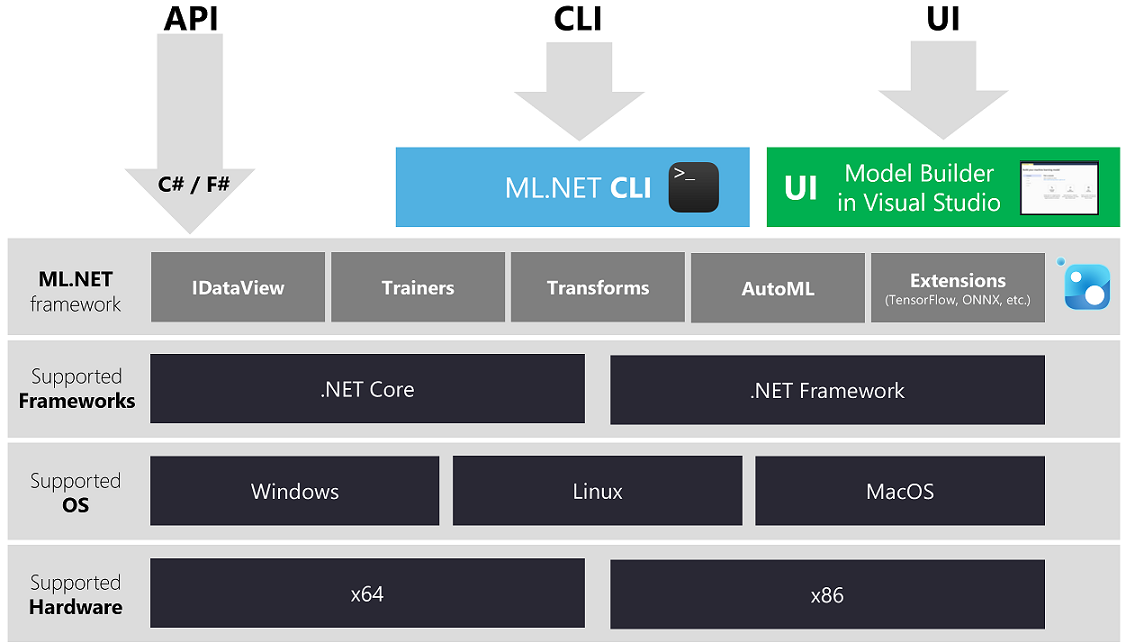 API
CLI
UI
C# / F#
ML.NET CLI
>_
UI
Model Builder
in Visual Studio
ML.NET
framework
IDataView
Trainers
Transforms
AutoML
Extensions
(TensorFlow, ONNX, etc.)
Supported
Frameworks
.NET Core
.NET Framework
Supported
OS
Windows
Linux
MacOS
Supported
Hardware
x64
x86